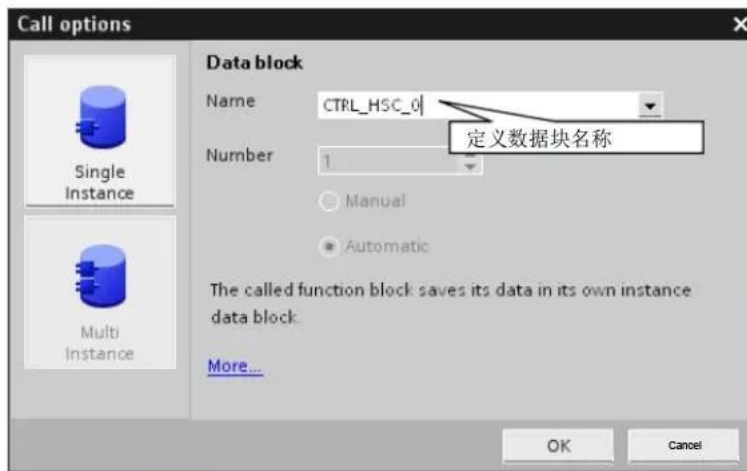 Call options
Data block
Name
CTRL_HSC_0
定义数据块名称
Number
1
Single
Instance
Manual
Automatic
The called function block saves its data in its own instance
data block.
Multi
Instance
More...
OK
Cancel